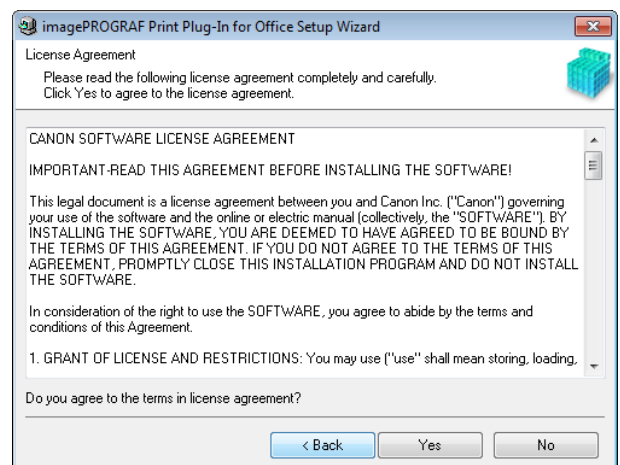 imagePROGRAF Print Plug-In for Office Setup Wizard
License Agreement
Please read the following license agreement completely and carefully.
Click Yes to agree to the license agreement.
CANON SOFTWARE LICENSE AGREEMENT
IMPORTANT-READ THIS AGREEMENT BEFORE INSTALLING THE SOFTWARE!
This legal document is a license agreement between you and Canon Inc. ("Canon") governing
your use of the software and the online or electric manual (collectively, the "SOFTWARE"). BY
INSTALLING THE SOFTWARE, YOU ARE DEEMED TO HAVE AGREED TO BE BOUND BY
THE TERMS OF THIS AGREEMENT. IF YOU DO NOT AGREE TO THE TERMS OF THIS
AGREEMENT, PROMPTLY CLOSE THIS INSTALLATION PROGRAM AND DO NOT INSTALL
THE SOFTWARE.
In consideration of the right to use the SOFTWARE, you agree to abide by the terms and
conditions of this Agreement.
1. GRANT OF LICENSE AND RESTRICTIONS: You may use ("use" shall mean storing, loading,
Do you agree to the terms in license agreement?
< Back Yes No